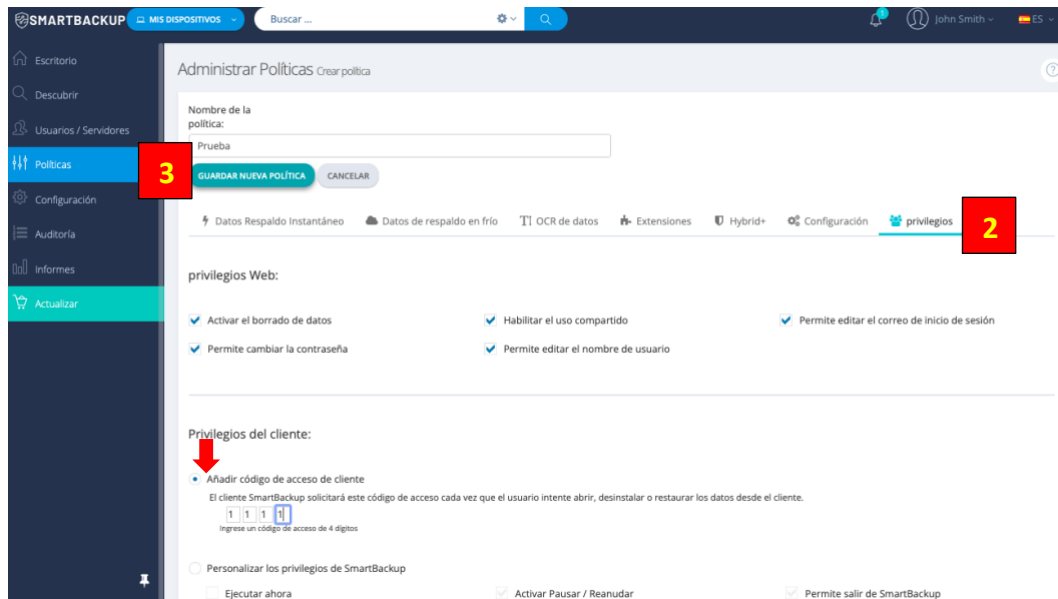 SMARTBACKUP MIS DISPOSITIVOS Buscar ... 1 John Smith ES
Escritorio
Descubrir
Usuarios / Servidores
Políticas
Configuración
Auditoría
Informes
Actualizar
Administrar Políticas Crear política
?
Nombre de la
política:
Prueba
3
GUARDAR NUEVA POLÍTICA CANCELAR
Datos Respaldo Instantáneo Datos de respaldo en frío OCR de datos Extensiones Hybrid+ Configuración privilegios
2
privilegios Web:
Activar el borrado de datos Habilitar el uso compartido Permite editar el correo de inicio de sesión
Permite cambiar la contraseña Permite editar el nombre de usuario
Privilegios del cliente:
Añadir código de acceso de cliente
El cliente SmartBackup solicitará este código de acceso cada vez que el usuario intente abrir, desinstalar o restaurar los datos desde el cliente.
1 1 1 1
Ingrese un código de acceso de 4 dígitos
Personalizar los privilegios de SmartBackup
Ejecutar ahora Activar Pausar / Reanudar Permite salir de SmartBackup